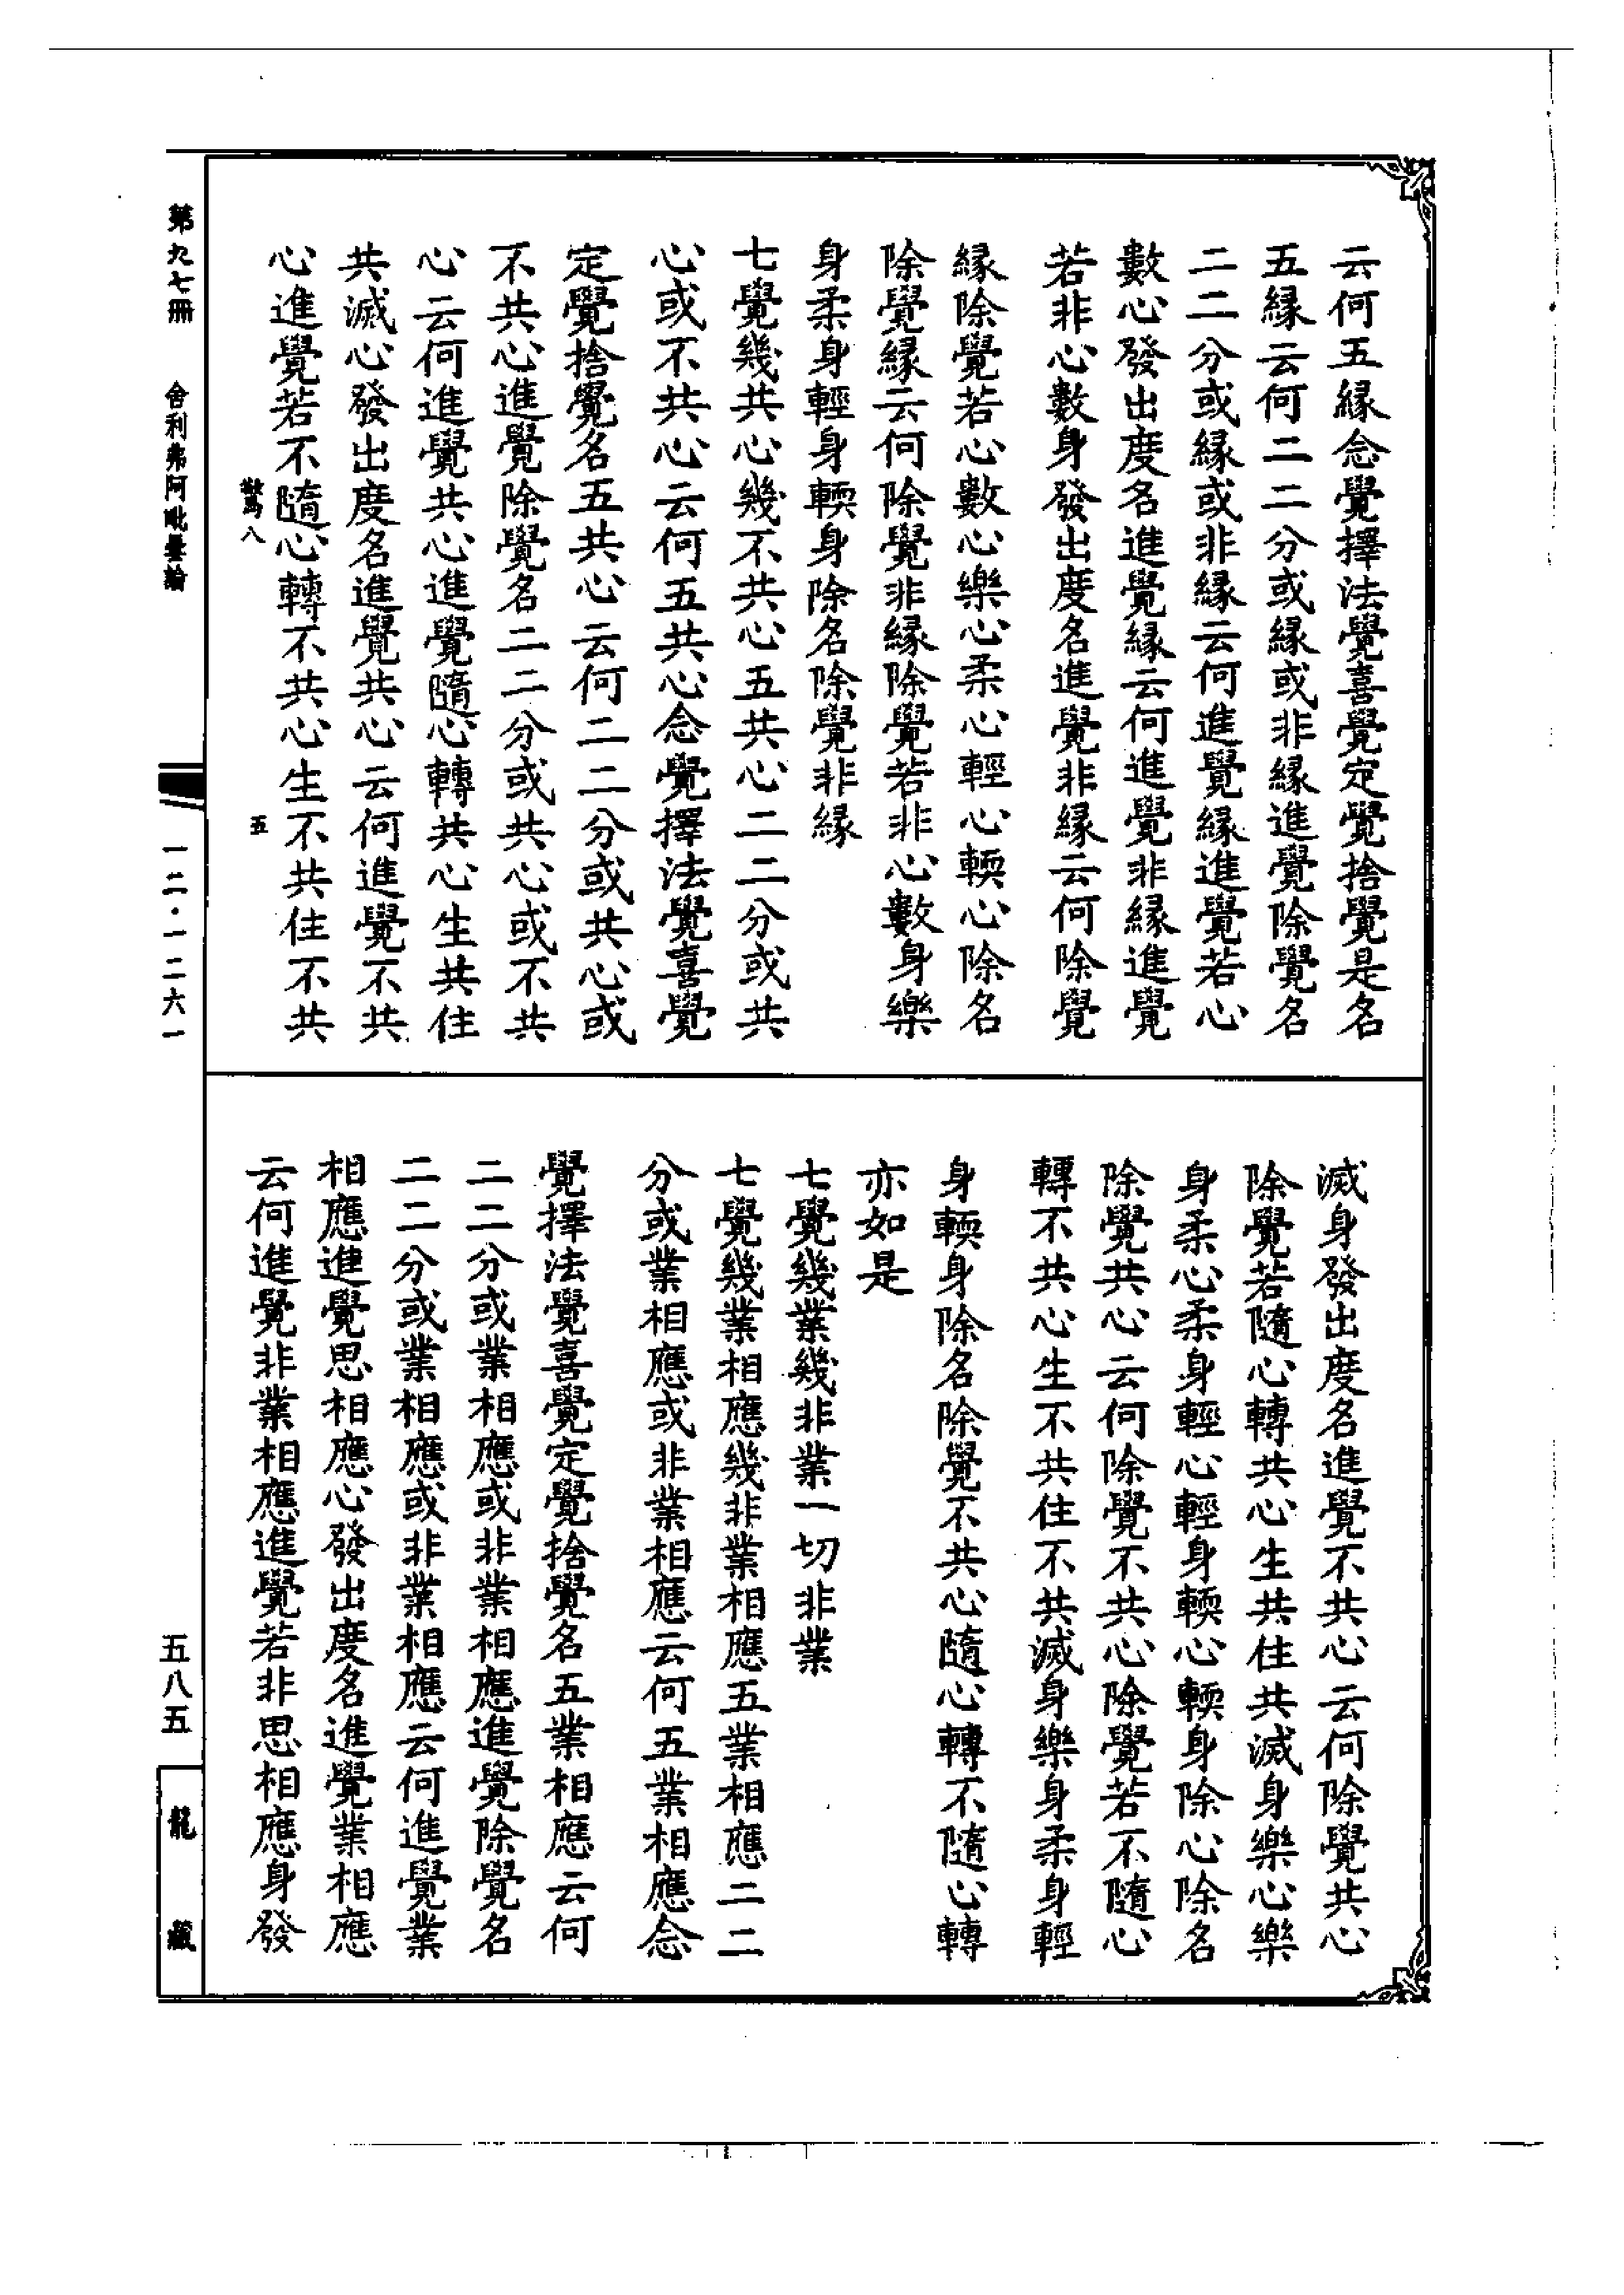 云何五緣念覺擇法覺喜覺定覺捨覺是名
五緣云何二二分或緣或非緣進覺除覺名
二二分或緣或非緣云何進覺緣進覺若心
數心發出度名進覺緣云何進覺非緣進覺
若非心數身發出度名進覺非緣云何除覺
緣除覺若心數心樂心柔心輕心輭心除名
除覺緣云何除覺非緣除覺若非心數身樂
身柔身輕身輭身除名除覺非緣
七覺幾共心幾不共心五共心二二分或共
心或不共心云何五共心念覺擇法覺喜覺
定覺捨覺名五共心云何二二分或共心或
不共心進覺除覺名二二分或共心或不共
心云何進覺共心進覺隨心轉共心生共住
共滅心發出度名進覺共心云何進覺不共
心進覺若不隨心轉不共心生不共住不共
驚八
五
滅身發出度名進覺不共心云何除覺共心
除覺若隨心轉共心生共住共滅身樂心樂
身柔心柔身輕心輕身輭心輭身除心除名
除覺共心云何除覺不共心除覺若不隨心
轉不共心生不共住不共滅身樂身柔身輕
身輭身除名除覺不共心隨心轉不隨心轉
亦如是
七覺幾業幾非業一切非業
七覺幾業相應幾非業相應五業相應二二
分或業相應或非業相應云何五業相應念
覺擇法覺喜覺定覺捨覺名五業相應云何
二二分或業相應或非業相應進覺除覺名
二二分或業相應或非業相應云何進覺業
相應進覺思相應心發出度名進覺業相應
云何進覺非業相應進覺若非思相應身發
第九七冊
舍利弗阿毗曇論
一二·一二六一
五八五
龍藏